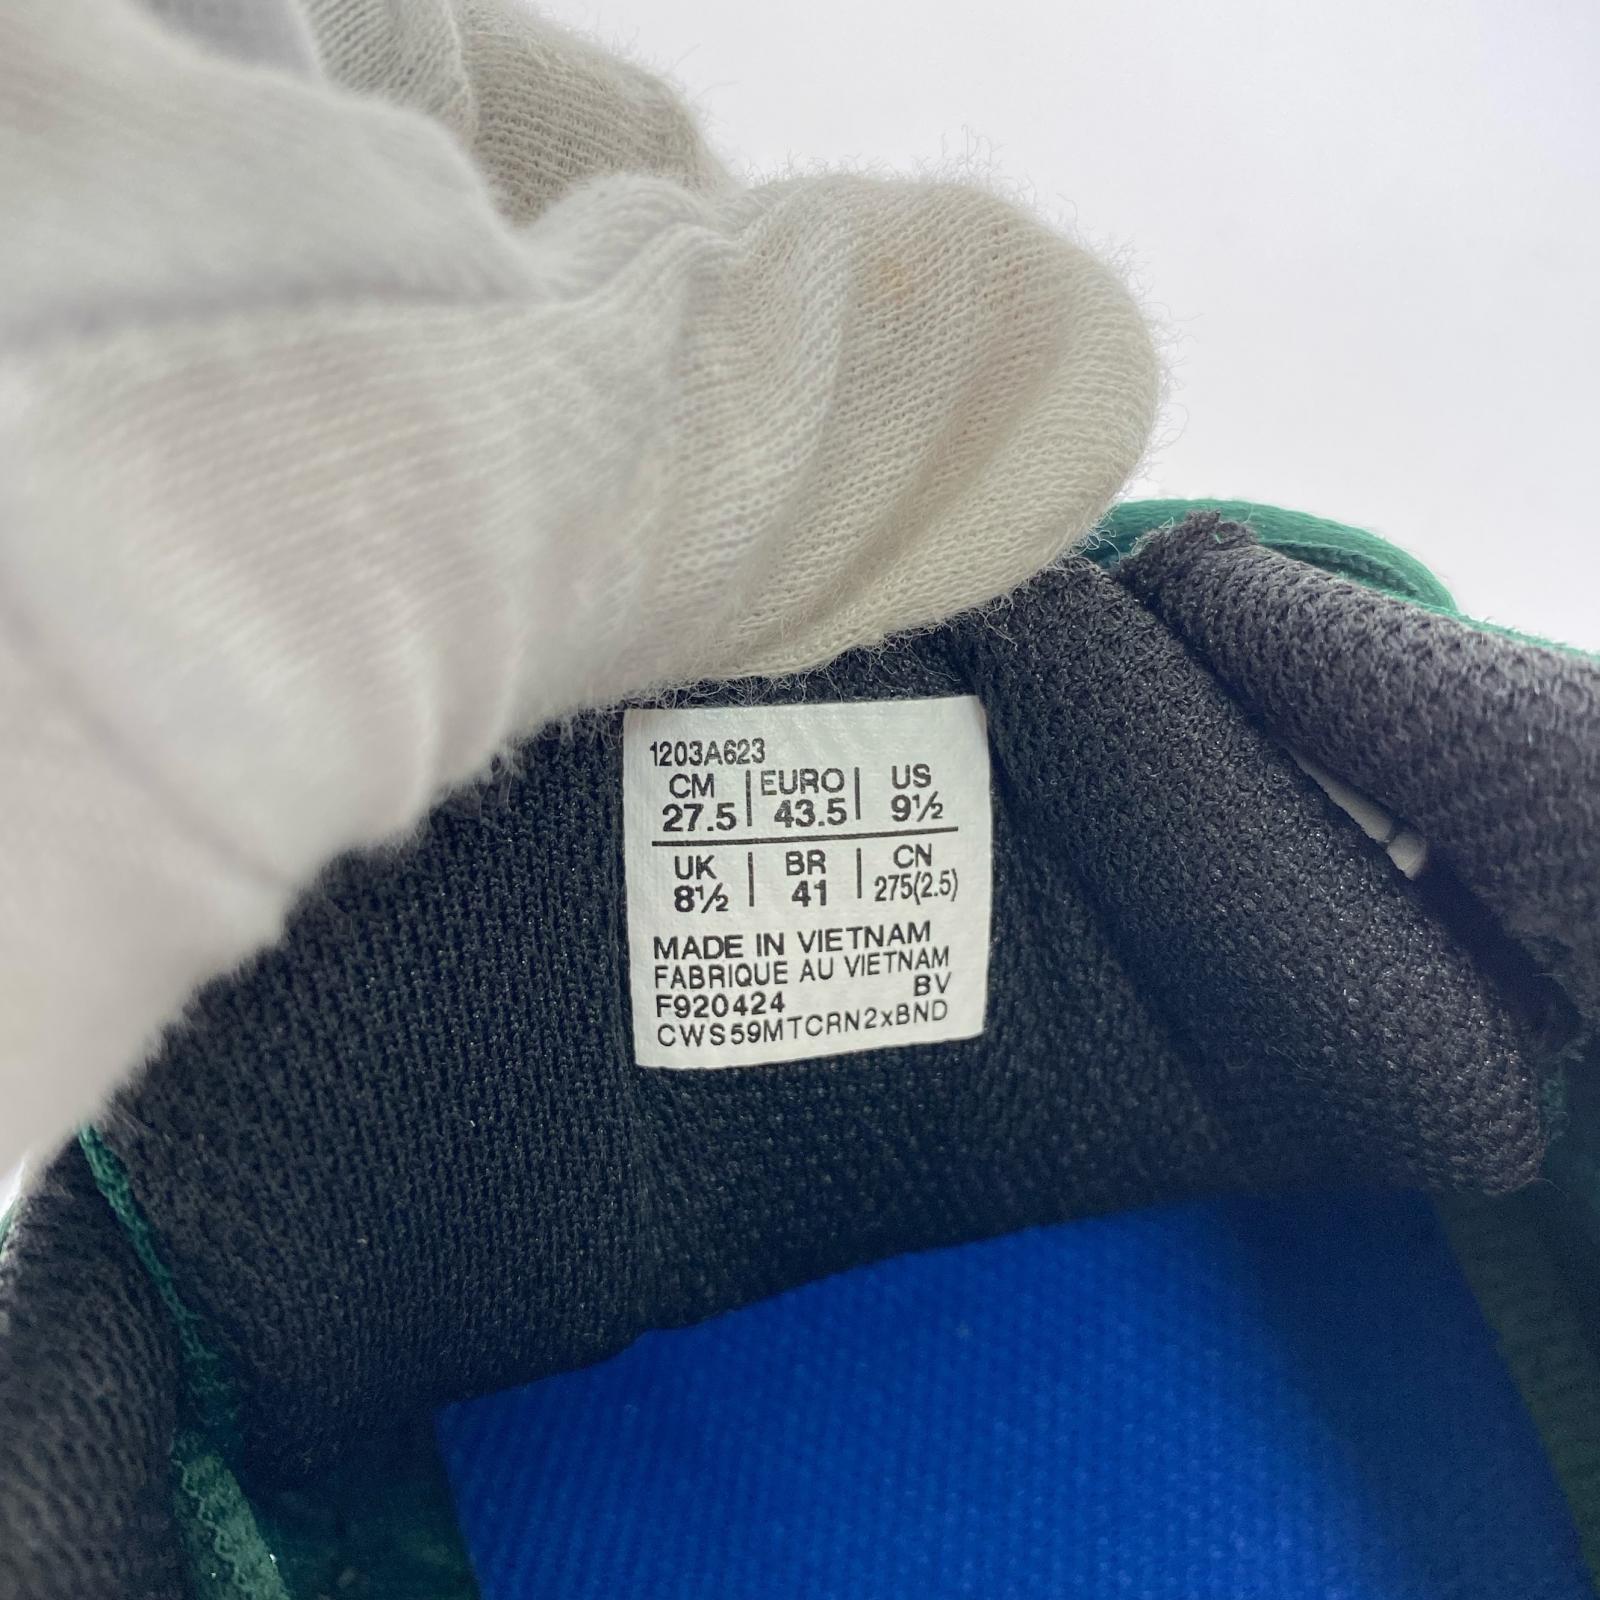 1203A623
CM | EURO | US
27.5 | 43.5 | 9½
UK | BR | CN
8½ | 41 | 275(2.5)
MADE IN VIETNAM
FABRIQUE AU VIETNAM
BV
F920424
CWS59MTCRN2xBND